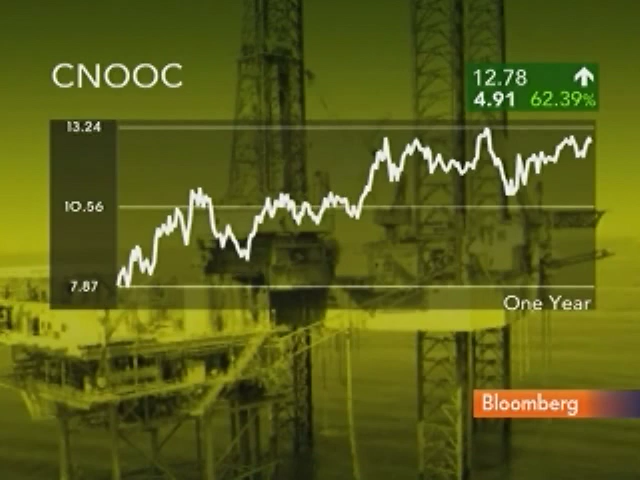 CNOOC
12.78
4.91 62.39%
13.24
10.56
7.87
One Year
Bloomberg